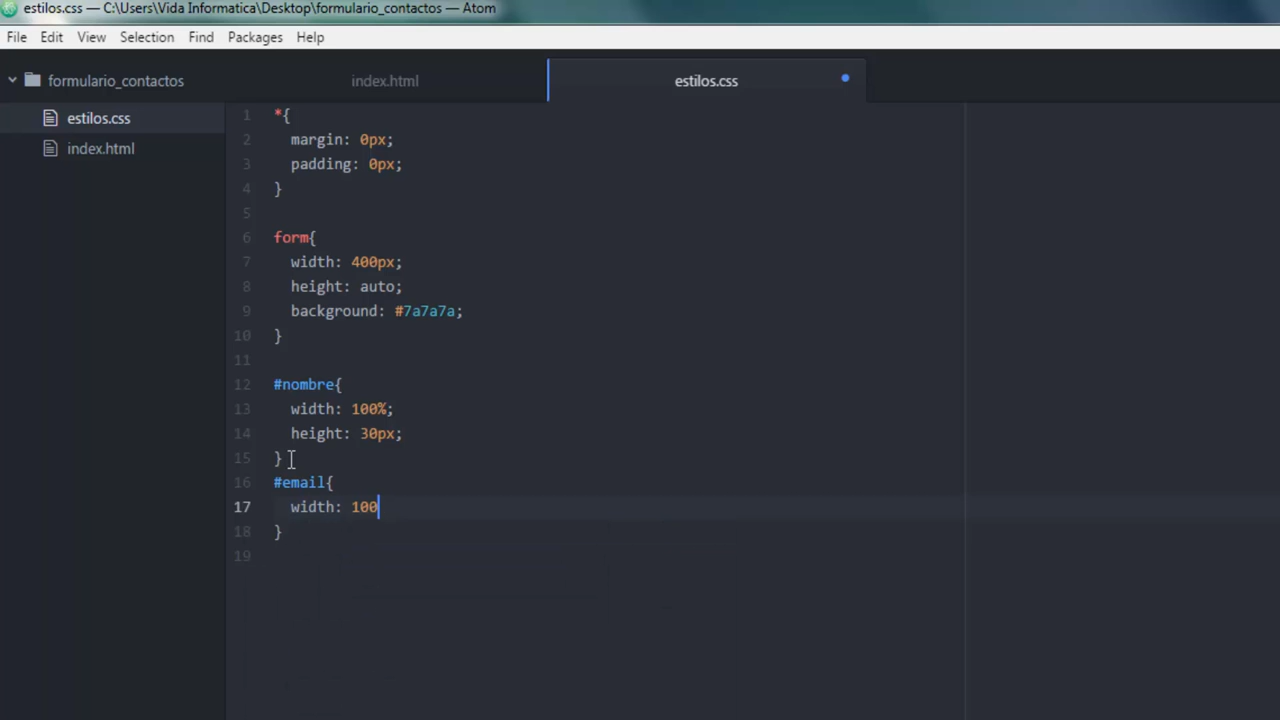 estilos.css — C:\Users\Vida Informatica\Desktop\formulario_contactos — Atom
File Edit View Selection Find Packages Help
formulario_contactos
estilos.css
index.html
index.html estilos.css
1 *{
2 margin: 0px;
3 padding: 0px;
4 }
5
6 form{
7 width: 400px;
8 height: auto;
9 background: #7a7a7a;
10 }
11
12 #nombre{
13 width: 100%;
14 height: 30px;
15 }
16 #email{
17 width: 100
18 }
19